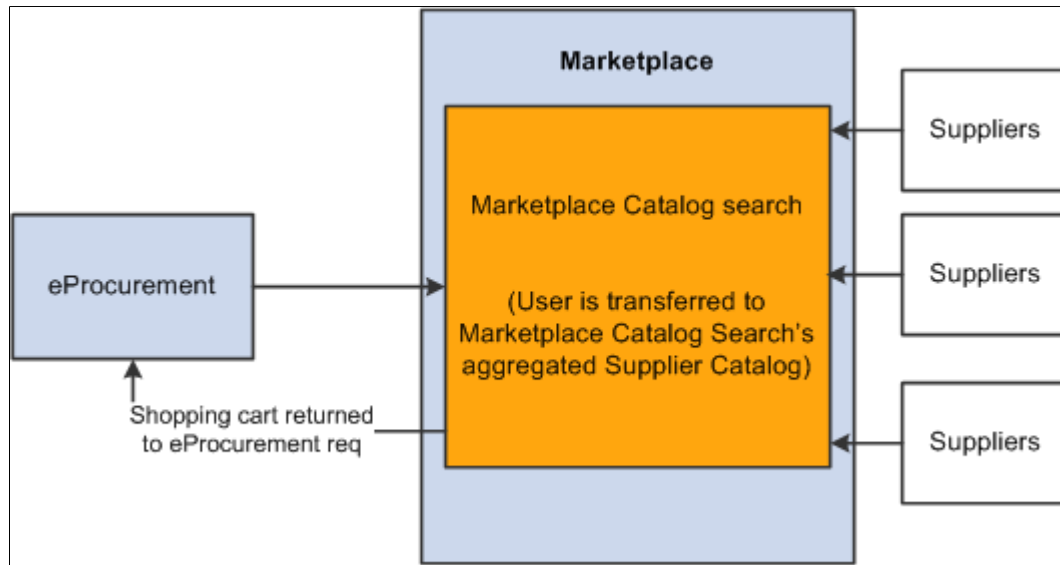 Marketplace
Suppliers
Marketplace Catalog search
eProcurement
(User is transferred to
Marketplace Catalog Search's
aggregated Supplier Catalog)
Suppliers
Shopping cart returned
to eProcurement req
Suppliers